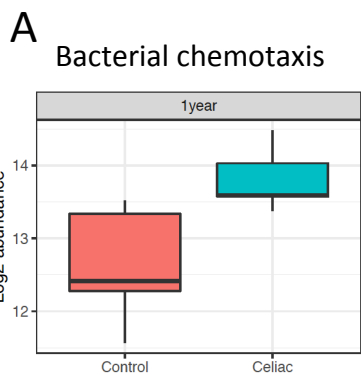 A
Bacterial chemotaxis
1year
14
13
12
Control
Celiac